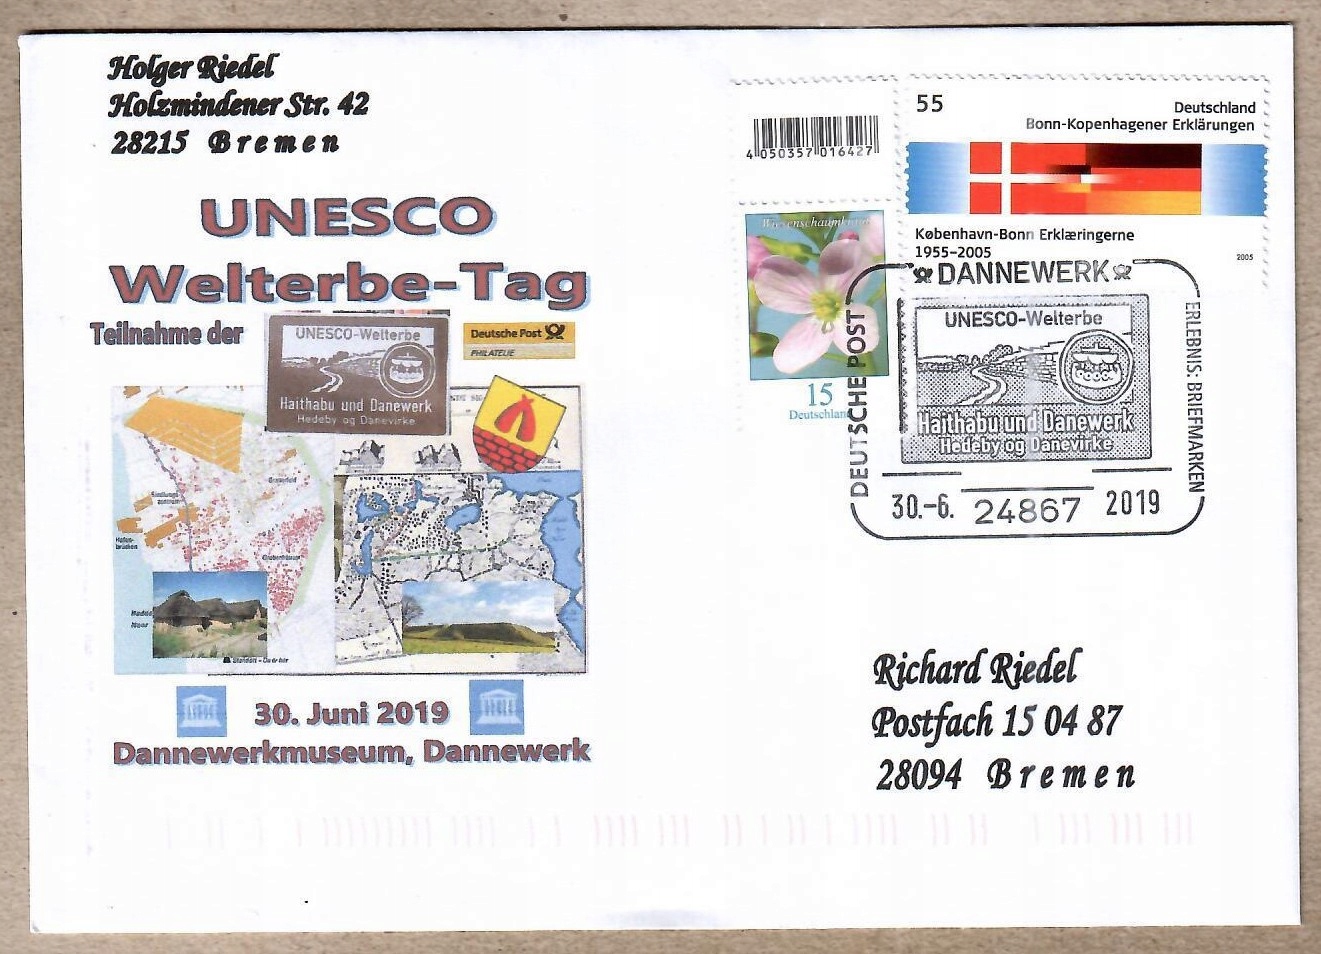 Holger Riedel
Holzmindener Str. 42
28215 Bremen
4 050357 016427
55
Deutschland
Bonn-Kopenhagener Erklärungen
København-Bonn Erklæringerne
1955–2005
2005
Wiesenschaumkraut
15
Deutschland
UNESCO
Welterbe-Tag
Teilnahme der
UNESCO-Welterbe
Haithabu und Danewerk
Hedeby og Danevirke
Deutsche Post
PHILATELIE
DANNEWERK
UNESCO-Welterbe
Haithabu und Danewerk
Hedeby og Danevirke
DEUTSCHE POST
ERLEBNIS: BRIEFMARKEN
30.-6. 24867 2019
30. Juni 2019
Dannewerkmuseum, Dannewerk
Richard Riedel
Postfach 15 04 87
28094 Bremen